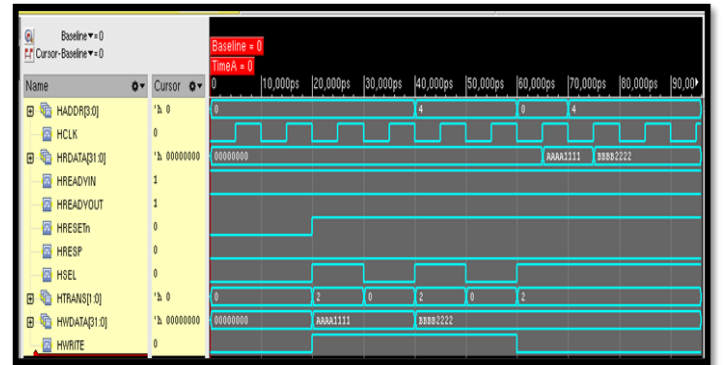 Baseline▼=0
Cursor-Baseline▼=0
Baseline = 0
TimeA = 0
Name Cursor 0 10,000ps 20,000ps 30,000ps 40,000ps 50,000ps 60,000ps 70,000ps 80,000ps 90,00
HADDR[3:0] 'h 0 0 4 0 4
HCLK 0
HRDATA[31:0] 'h 00000000 00000000 AAAA1111 BBBB2222
HREADYIN 1
HREADYOUT 1
HRESETn 0
HRESP 0
HSEL 0
HTRANS[1:0] 'h 0 0 2 0 2 0 2
HWDATA[31:0] 'h 00000000 00000000 AAAA1111 BBBB2222
HWRITE 0